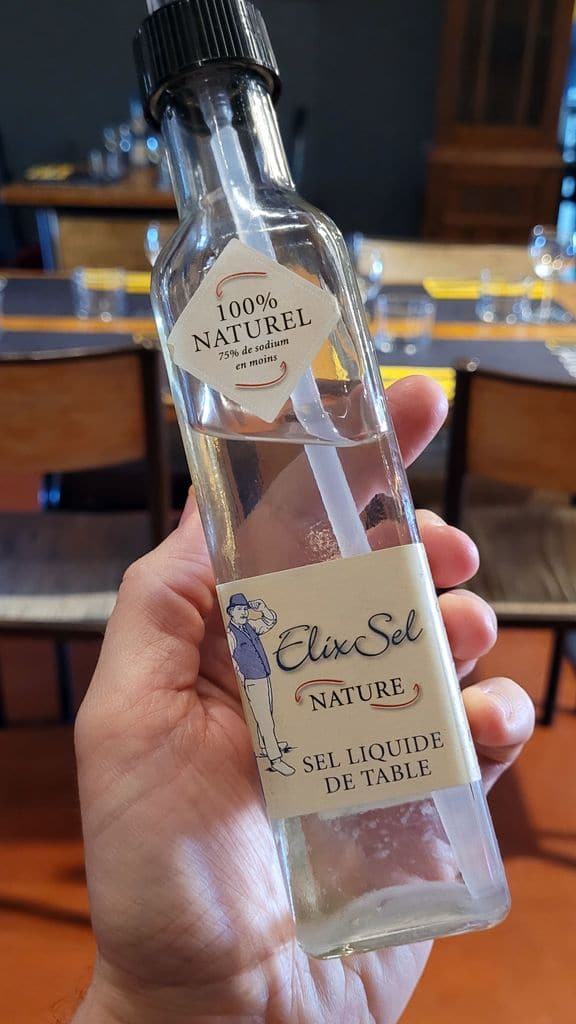 100%
NATUREL
75% de sodium
en moins
ElixSel
NATURE
SEL LIQUIDE
DE TABLE